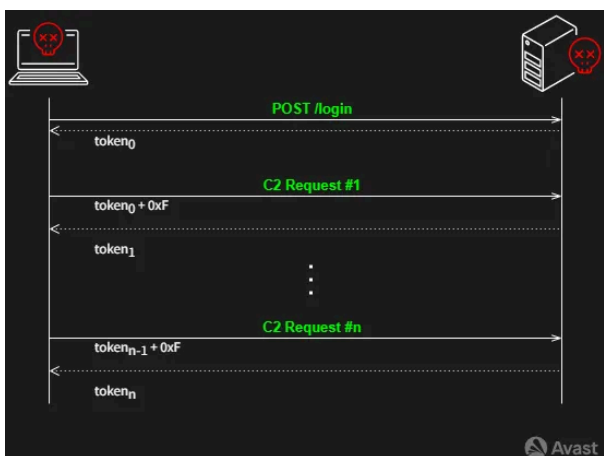 POST /login
token0
C2 Request #1
token0 + 0xF
token1
C2 Request #n
tokenn-1 + 0xF
tokenn
Avast